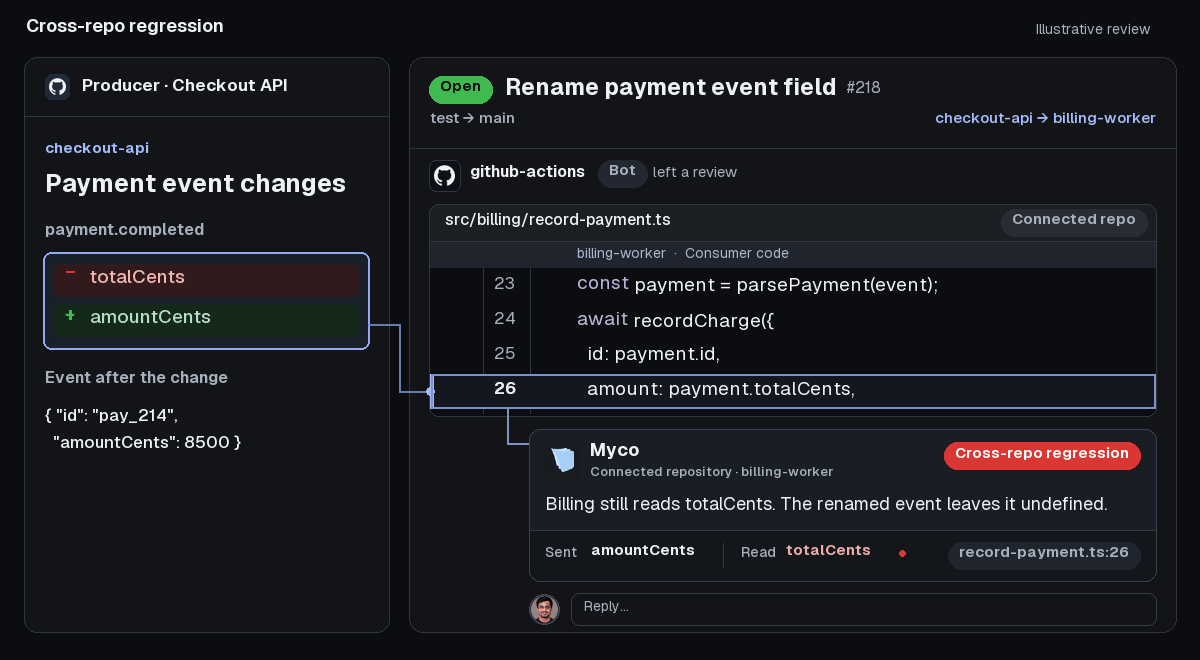 Cross-repo regression
Illustrative review
Producer · Checkout API
checkout-api
Payment event changes
payment.completed
− totalCents
+ amountCents
Event after the change
{ "id": "pay_214",
"amountCents": 8500 }
Open Rename payment event field #218
test → main
checkout-api → billing-worker
github-actions Bot left a review
src/billing/record-payment.ts
Connected repo
billing-worker · Consumer code
23 const payment = parsePayment(event);
24 await recordCharge({
25 id: payment.id,
26 amount: payment.totalCents,
Myco
Connected repository · billing-worker
Cross-repo regression
Billing still reads totalCents. The renamed event leaves it undefined.
Sent amountCents Read totalCents record-payment.ts:26
Reply...